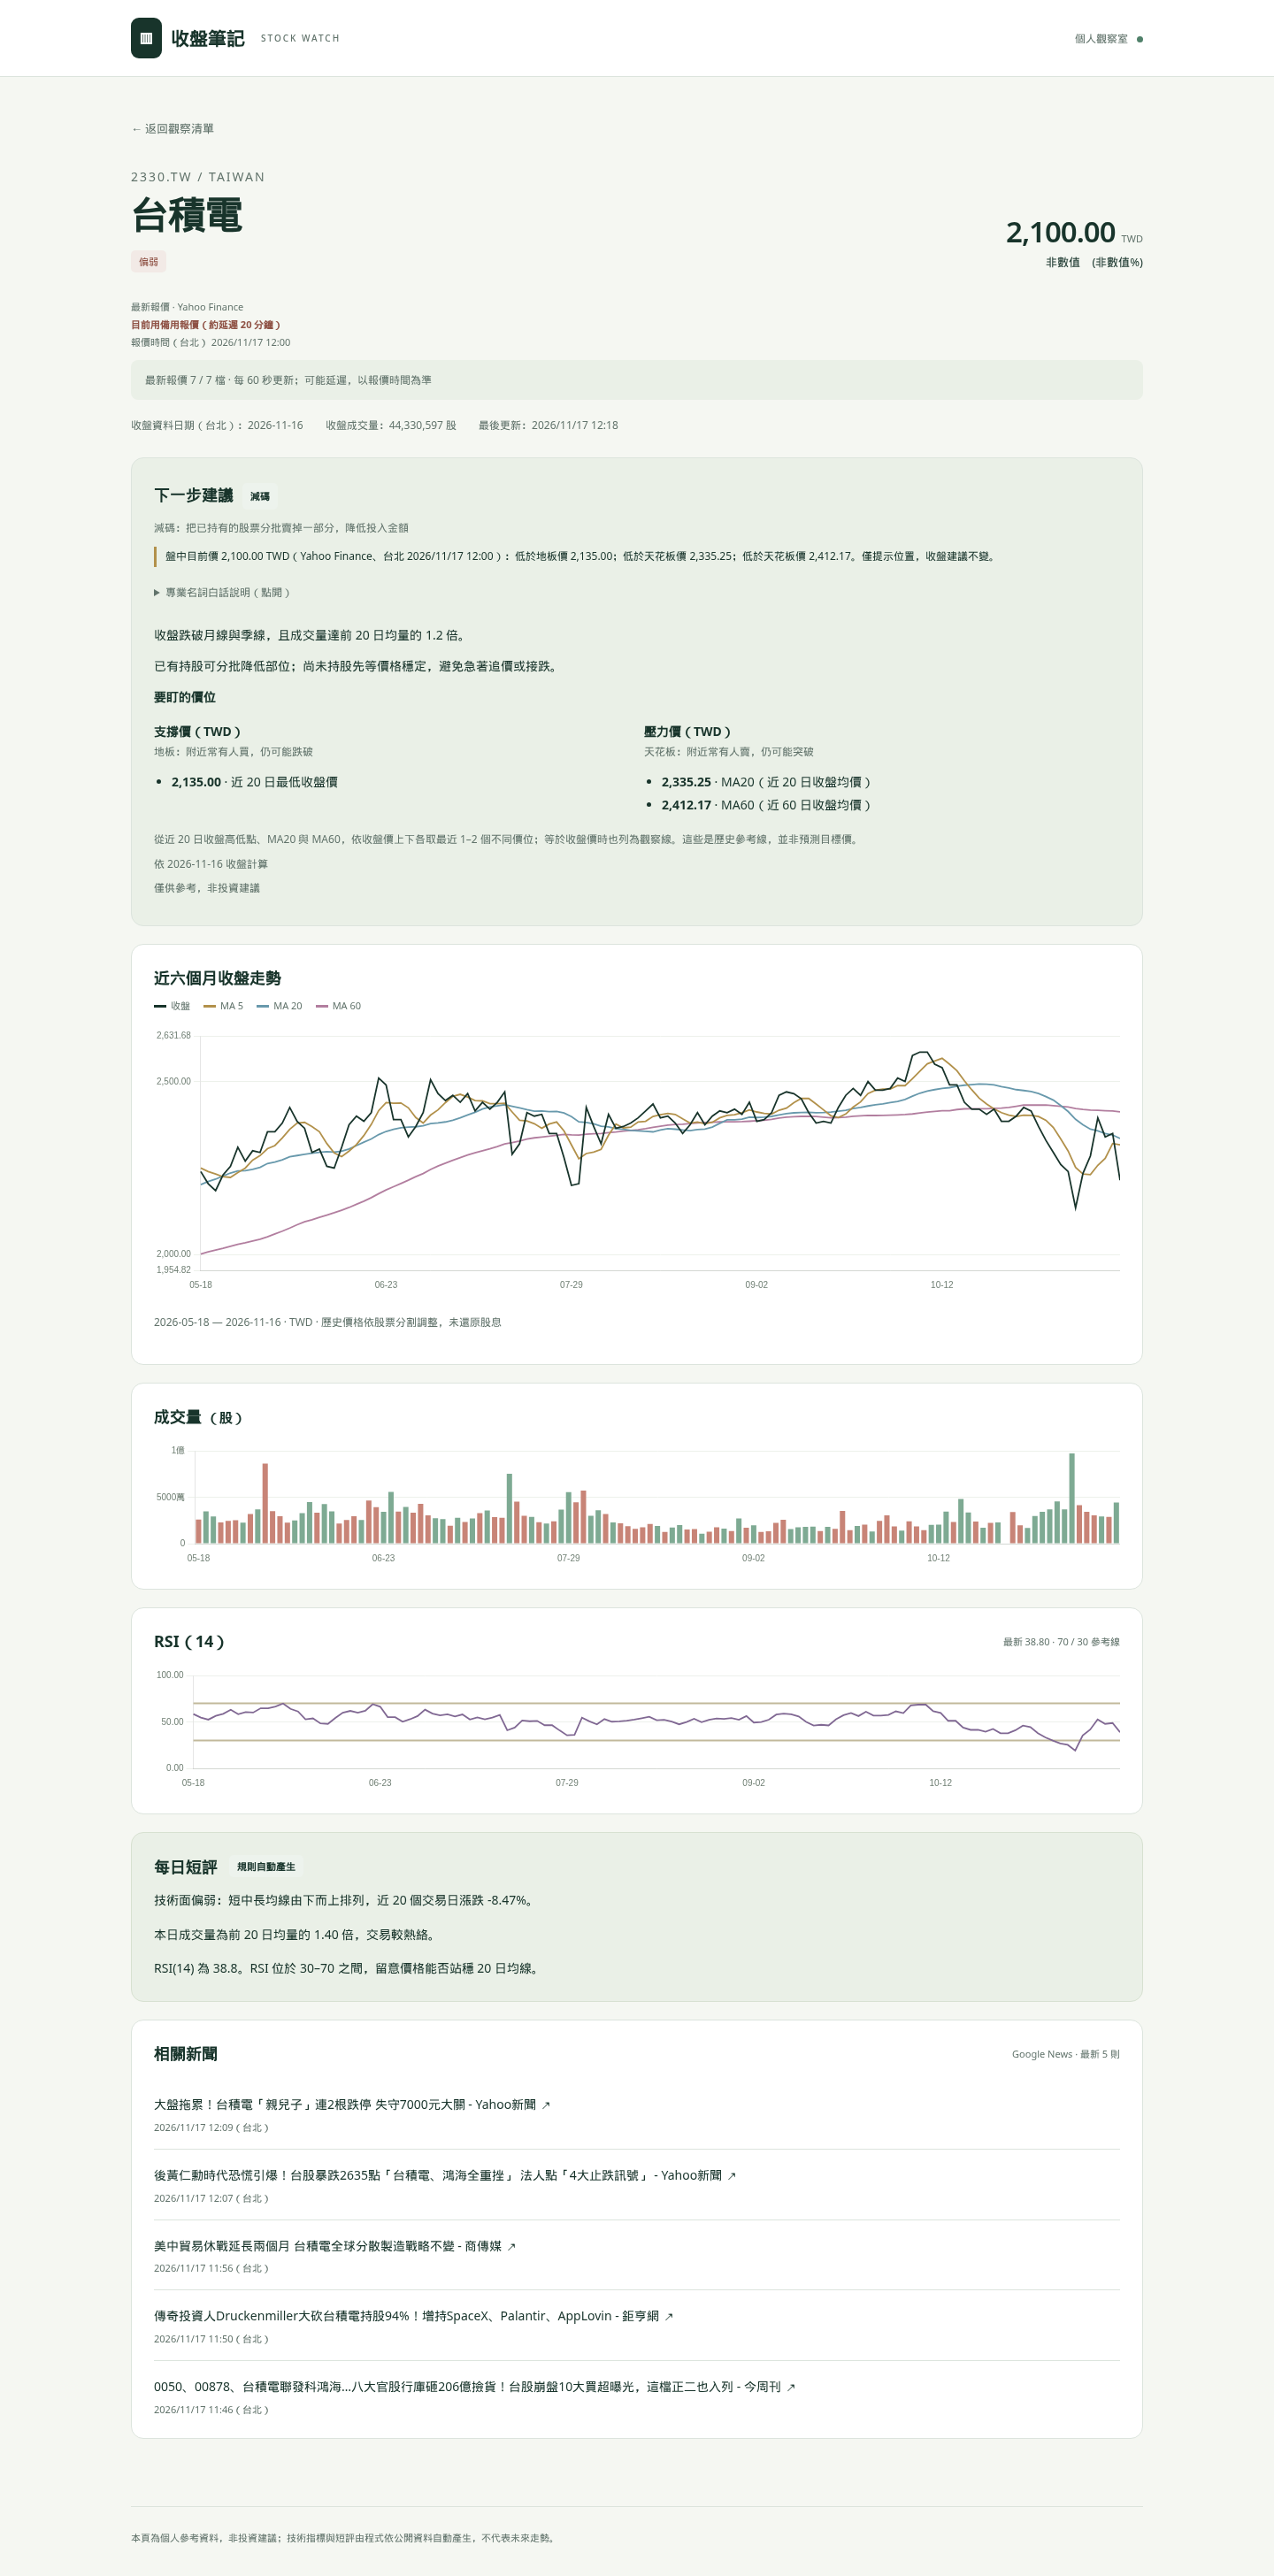 收盤筆記 STOCK WATCH
個人觀察室
← 返回觀察清單
2330.TW / TAIWAN
台積電
2,100.00 TWD
偏弱
非數值 (非數值%)
最新報價 · Yahoo Finance
目前用備用報價（約延遲 20 分鐘）
報價時間（台北） 2026/11/17 12:00
最新報價 7 / 7 檔 · 每 60 秒更新；可能延遲，以報價時間為準
收盤資料日期（台北）：2026-11-16 收盤成交量：44,330,597 股 最後更新：2026/11/17 12:18
下一步建議 減碼
減碼：把已持有的股票分批賣掉一部分，降低投入金額
盤中目前價 2,100.00 TWD（Yahoo Finance、台北 2026/11/17 12:00）：低於地板價 2,135.00；低於天花板價 2,335.25；低於天花板價 2,412.17。僅提示位置，收盤建議不變。
▶ 專業名詞白話說明（點開）
收盤跌破月線與季線，且成交量達前 20 日均量的 1.2 倍。
已有持股可分批降低部位；尚未持股先等價格穩定，避免急著追價或接跌。
要盯的價位
支撐價（TWD）
地板：附近常有人買，仍可能跌破
• 2,135.00 · 近 20 日最低收盤價
壓力價（TWD）
天花板：附近常有人賣，仍可能突破
• 2,335.25 · MA20（近 20 日收盤均價）
• 2,412.17 · MA60（近 60 日收盤均價）
從近 20 日收盤高低點、MA20 與 MA60，依收盤價上下各取最近 1–2 個不同價位；等於收盤價時也列為觀察線。這些是歷史參考線，並非預測目標價。
依 2026-11-16 收盤計算
僅供參考，非投資建議
近六個月收盤走勢
收盤 MA 5 MA 20 MA 60
2,631.68
2,500.00
2,000.00
1,954.82
05-18 06-23 07-29 09-02 10-12
2026-05-18 — 2026-11-16 · TWD · 歷史價格依股票分割調整，未還原股息
成交量（股）
1億
5000萬
0
05-18 06-23 07-29 09-02 10-12
RSI（14）
最新 38.80 · 70 / 30 參考線
100.00
50.00
0.00
05-18 06-23 07-29 09-02 10-12
每日短評 規則自動產生
技術面偏弱：短中長均線由下而上排列，近 20 個交易日漲跌 -8.47%。
本日成交量為前 20 日均量的 1.40 倍，交易較熱絡。
RSI(14) 為 38.8。RSI 位於 30–70 之間，留意價格能否站穩 20 日均線。
相關新聞
Google News · 最新 5 則
大盤拖累！台積電「親兒子」連2根跌停 失守7000元大關 - Yahoo新聞 ↗
2026/11/17 12:09（台北）
後黃仁勳時代恐慌引爆！台股暴跌2635點「台積電、鴻海全重挫」 法人點「4大止跌訊號」 - Yahoo新聞 ↗
2026/11/17 12:07（台北）
美中貿易休戰延長兩個月 台積電全球分散製造戰略不變 - 商傳媒 ↗
2026/11/17 11:56（台北）
傳奇投資人Druckenmiller大砍台積電持股94%！增持SpaceX、Palantir、AppLovin - 鉅亨網 ↗
2026/11/17 11:50（台北）
0050、00878、台積電聯發科鴻海...八大官股行庫砸206億撿貨！台股崩盤10大買超曝光，這檔正二也入列 - 今周刊 ↗
2026/11/17 11:46（台北）
本頁為個人參考資料，非投資建議；技術指標與短評由程式依公開資料自動產生，不代表未來走勢。